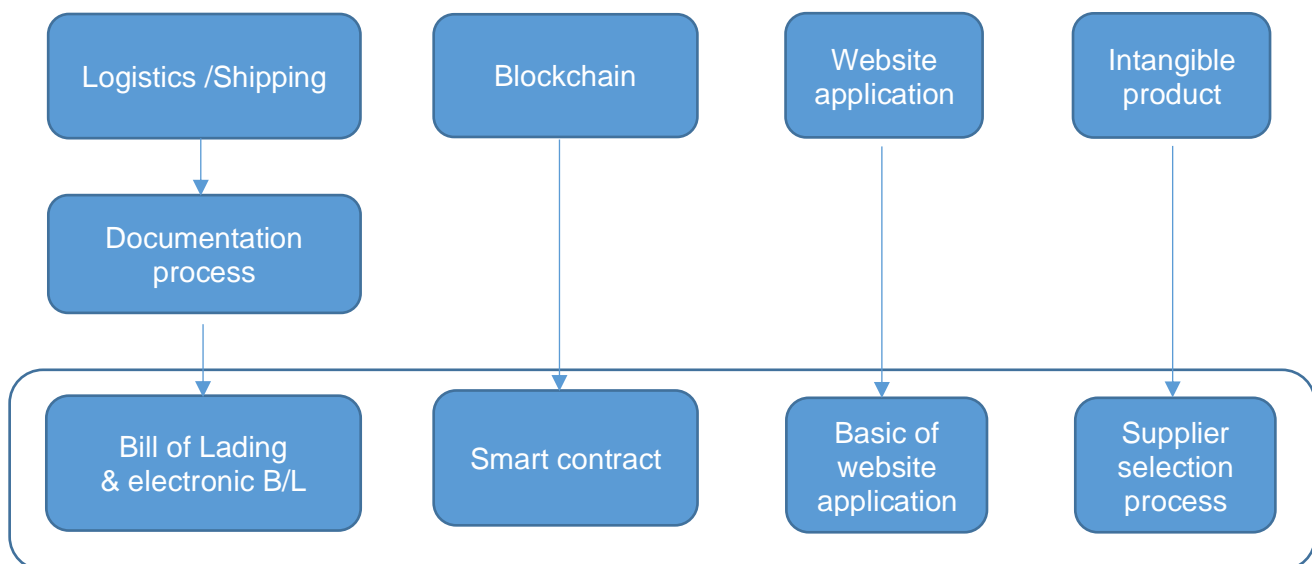 Logistics /Shipping
Blockchain
Website
application
Intangible
product
Documentation
process
Bill of Lading
& electronic B/L
Smart contract
Basic of
website
application
Supplier
selection
process